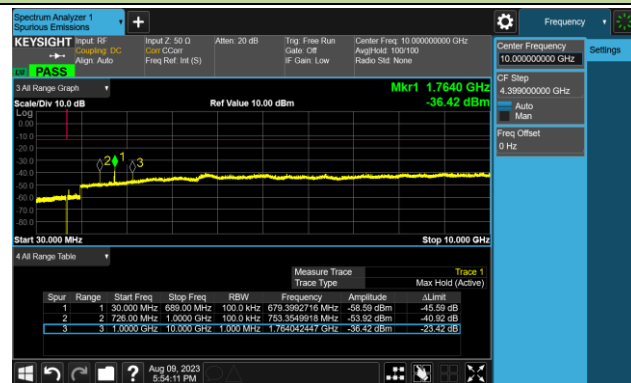 Spectrum Analyzer 1
Spurious Emissions
Frequency
KEYSIGHT
Input: RF
Coupling: DC
Align: Auto
Input Z: 50 Ω
Corr CCorr
Freq Ref: Int (S)
Atten: 20 dB
Trig: Free Run
Gate: Off
IF Gain: Low
Center Freq: 10.000000000 GHz
Avg|Hold: 100/100
Radio Std: None
PASS
Center Frequency
10.000000000 GHz
Settings
CF Step
4.399000000 GHz
Auto
Man
Freq Offset
0 Hz
3 All Range Graph
Mkr1 1.7640 GHz
Scale/Div 10.0 dB
Ref Value 10.00 dBm
-36.42 dBm
Log
0.00
-10.0
-20.0
-30.0
-40.0
-50.0
-60.0
-70.0
-80.0
2
1
3
Start 30.000 MHz
Stop 10.000 GHz
4 All Range Table
Measure Trace Trace 1
Trace Type Max Hold (Active)
Spur Range Start Freq Stop Freq RBW Frequency Amplitude ΔLimit
1 1 30.000 MHz 689.00 MHz 100.0 kHz 679.3992716 MHz -58.59 dBm -45.59 dB
2 2 726.00 MHz 1.0000 GHz 100.0 kHz 753.3549918 MHz -53.92 dBm -40.92 dB
3 3 1.0000 GHz 10.000 GHz 1.000 MHz 1.764042447 GHz -36.42 dBm -23.42 dB
?
Aug 09, 2023
5:54:11 PM